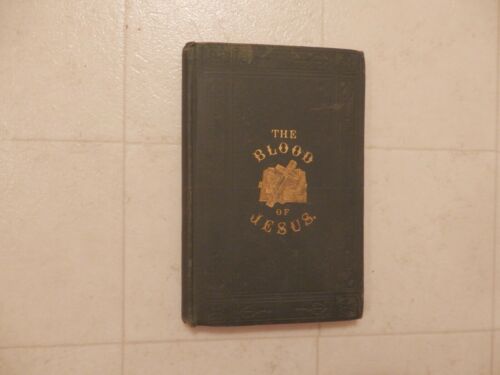 THE
BLOOD
OF
JESUS.